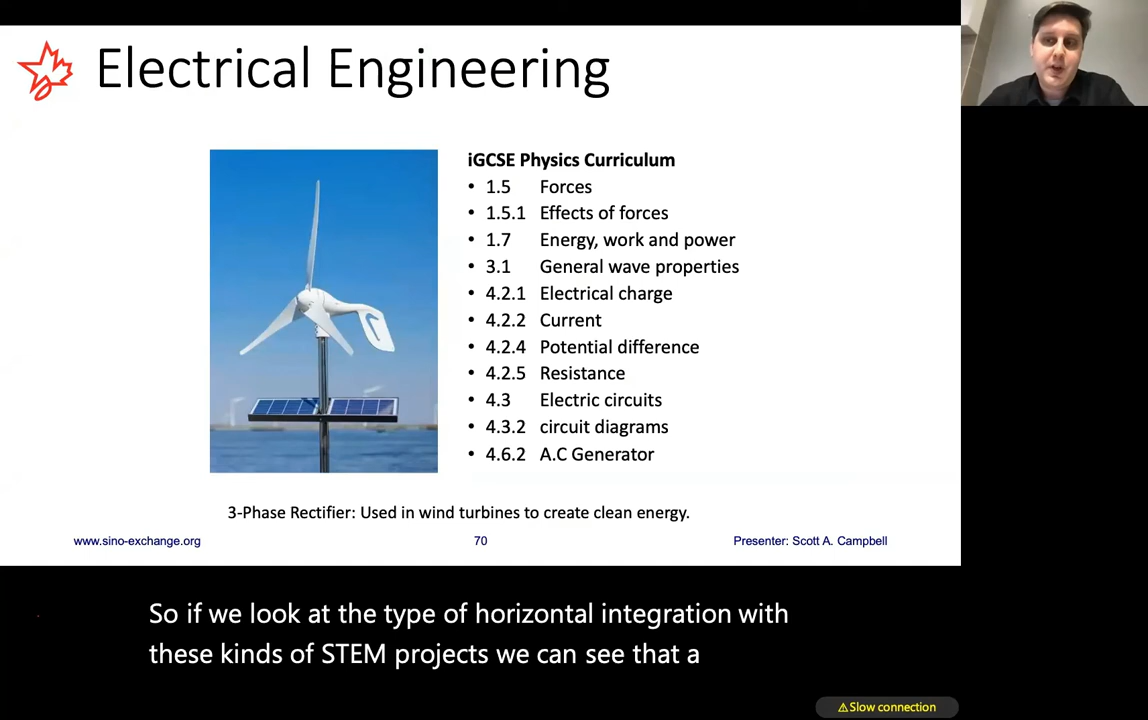 Electrical Engineering
iGCSE Physics Curriculum
• 1.5 Forces
• 1.5.1 Effects of forces
• 1.7 Energy, work and power
• 3.1 General wave properties
• 4.2.1 Electrical charge
• 4.2.2 Current
• 4.2.4 Potential difference
• 4.2.5 Resistance
• 4.3 Electric circuits
• 4.3.2 circuit diagrams
• 4.6.2 A.C Generator
3-Phase Rectifier: Used in wind turbines to create clean energy.
www.sino-exchange.org 70 Presenter: Scott A. Campbell
So if we look at the type of horizontal integration with
these kinds of STEM projects we can see that a
⚠Slow connection